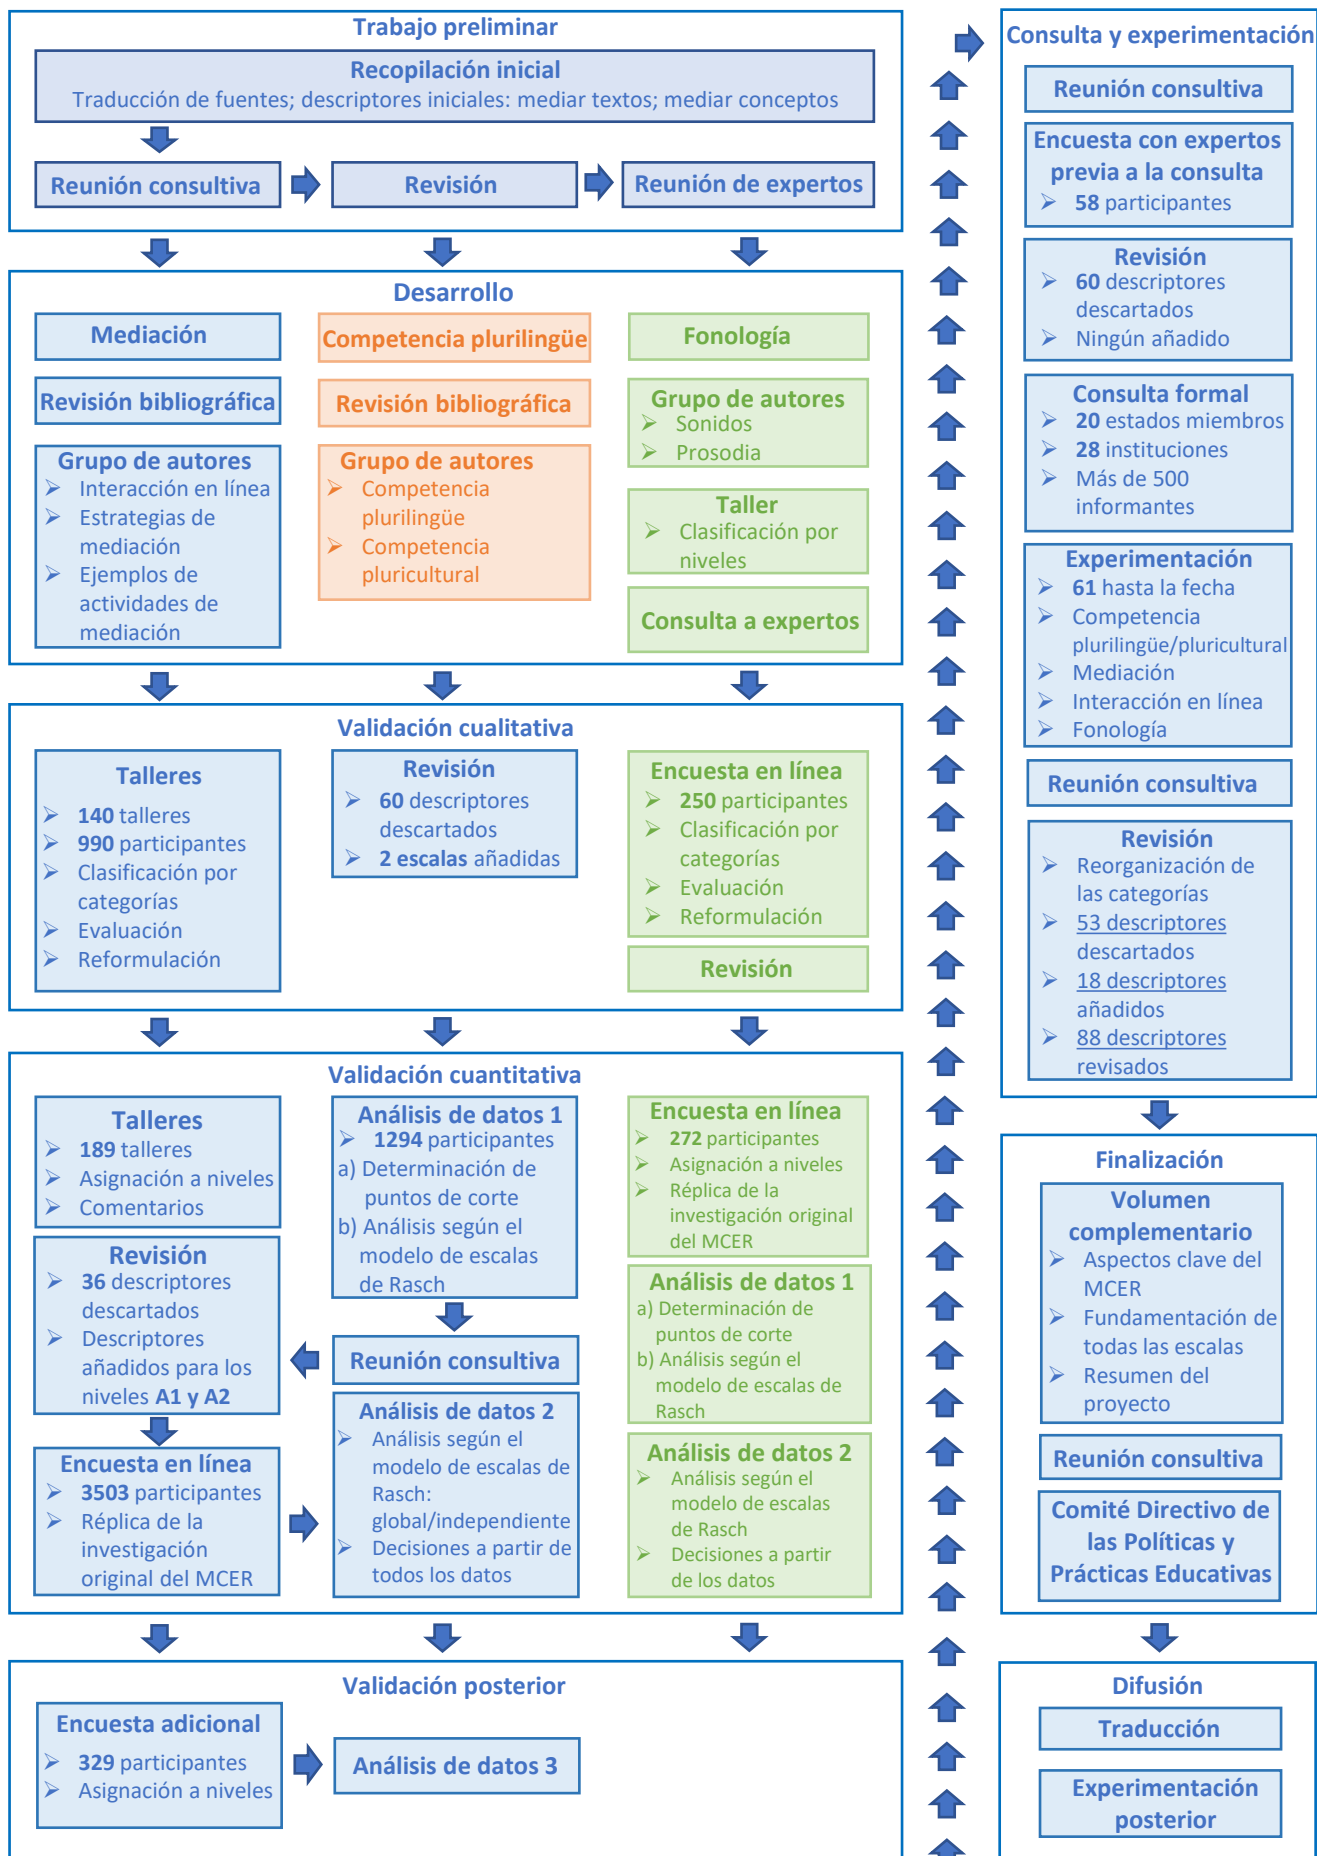 Trabajo preliminar
Recopilación inicial
Traducción de fuentes; descriptores iniciales: mediar textos; mediar conceptos
Reunión consultiva
Revisión
Reunión de expertos
Desarrollo
Mediación
Revisión bibliográfica
Grupo de autores
Interacción en línea
Estrategias de
mediación
Ejemplos de
actividades de
mediación
Competencia plurilingüe
Revisión bibliográfica
Grupo de autores
Competencia
plurilingüe
Competencia
pluricultural
Fonología
Grupo de autores
Sonidos
Prosodia
Taller
Clasificación por
niveles
Consulta a expertos
Validación cualitativa
Talleres
140 talleres
990 participantes
Clasificación por
categorías
Evaluación
Reformulación
Revisión
60 descriptores
descartados
2 escalas añadidas
Encuesta en línea
250 participantes
Clasificación por
categorías
Evaluación
Reformulación
Revisión
Validación cuantitativa
Talleres
189 talleres
Asignación a niveles
Comentarios
Revisión
36 descriptores
descartados
Descriptores
añadidos para los
niveles A1 y A2
Encuesta en línea
3503 participantes
Réplica de la
investigación
original del MCER
Análisis de datos 1
1294 participantes
a) Determinación de
puntos de corte
b) Análisis según el
modelo de escalas
de Rasch
Reunión consultiva
Análisis de datos 2
Análisis según el
modelo de escalas de
Rasch:
global/independiente
Decisiones a partir de
todos los datos
Encuesta en línea
272 participantes
Asignación a niveles
Réplica de la
investigación original
del MCER
Análisis de datos 1
a) Determinación de
puntos de corte
b) Análisis según el
modelo de escalas de
Rasch
Análisis de datos 2
Análisis según el
modelo de escalas
de Rasch
Decisiones a partir
de los datos
Validación posterior
Encuesta adicional
329 participantes
Asignación a niveles
Análisis de datos 3
Consulta y experimentación
Reunión consultiva
Encuesta con expertos
previa a la consulta
58 participantes
Revisión
60 descriptores
descartados
Ningún añadido
Consulta formal
20 estados miembros
28 instituciones
Más de 500
informantes
Experimentación
61 hasta la fecha
Competencia
plurilingüe/pluricultural
Mediación
Interacción en línea
Fonología
Reunión consultiva
Revisión
Reorganización de
las categorías
53 descriptores
descartados
18 descriptores
añadidos
88 descriptores
revisados
Finalización
Volumen
complementario
Aspectos clave del
MCER
Fundamentación de
todas las escalas
Resumen del
proyecto
Reunión consultiva
Comité Directivo de
las Políticas y
Prácticas Educativas
Difusión
Traducción
Experimentación
posterior